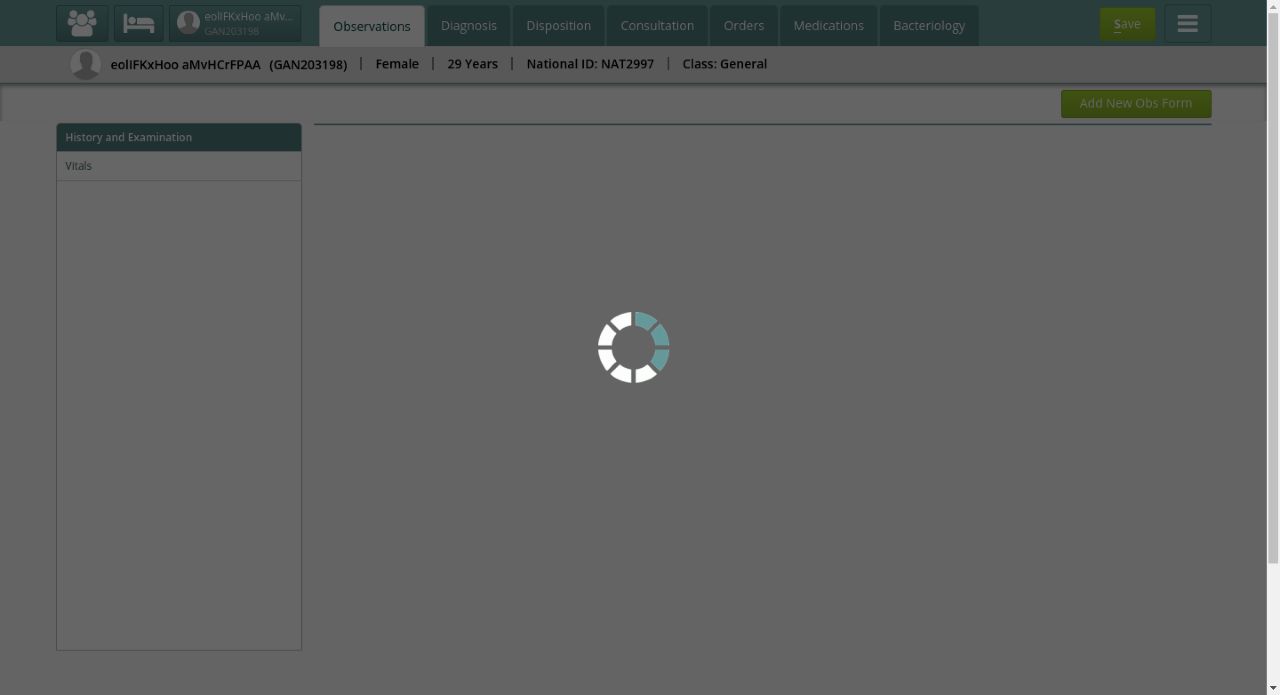 eolIFKxHoo aMv...
GAN203198
Observations
Diagnosis
Disposition
Consultation
Orders
Medications
Bacteriology
Save
eolIFKxHoo aMvHCrFPAA (GAN203198) | Female | 29 Years | National ID: NAT2997 | Class: General
Add New Obs Form
History and Examination
Vitals